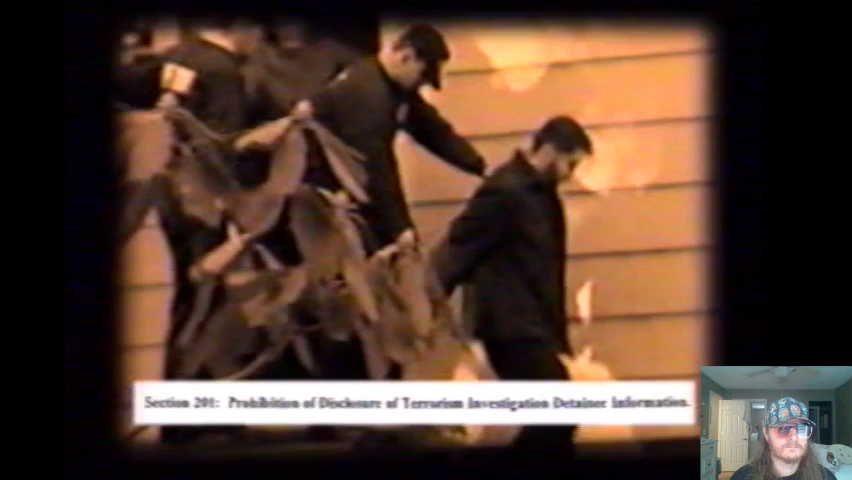 Section 201: Prohibition of Disclosure of Terrorism Investigation Detainee Information.